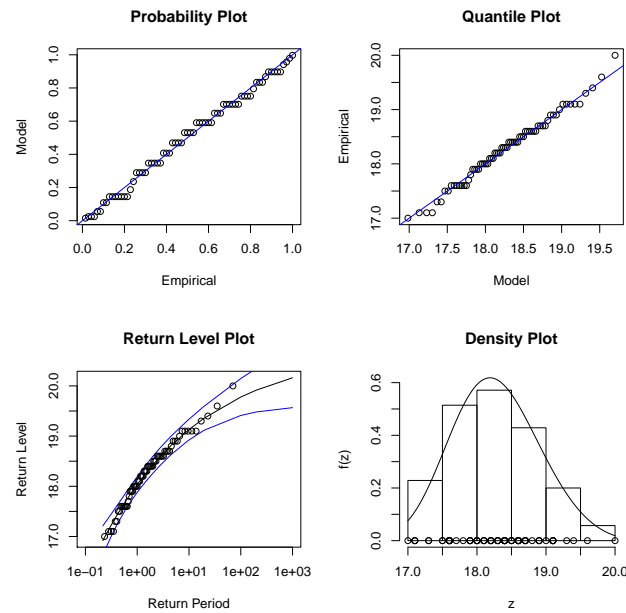 Probability Plot
Model
0.0 0.2 0.4 0.6 0.8 1.0
0.0 0.2 0.4 0.6 0.8 1.0
Empirical
Quantile Plot
Empirical
17.0 18.0 19.0 20.0
17.0 17.5 18.0 18.5 19.0 19.5
Model
Return Level Plot
Return Level
17.0 18.0 19.0 20.0
1e−01 1e+00 1e+01 1e+02 1e+03
Return Period
Density Plot
f(z)
0.0 0.2 0.4 0.6
17.0 18.0 19.0 20.0
z